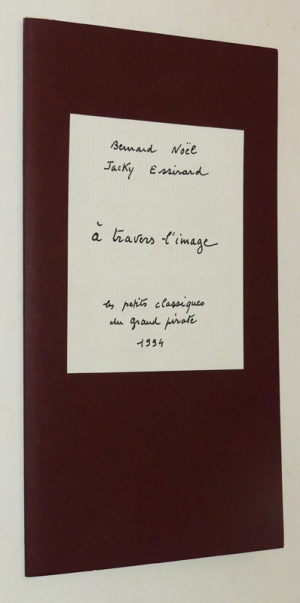 Bernard Noël
Jacky Essirard
à travers l'image
les petits classiques
du grand pirate
1994